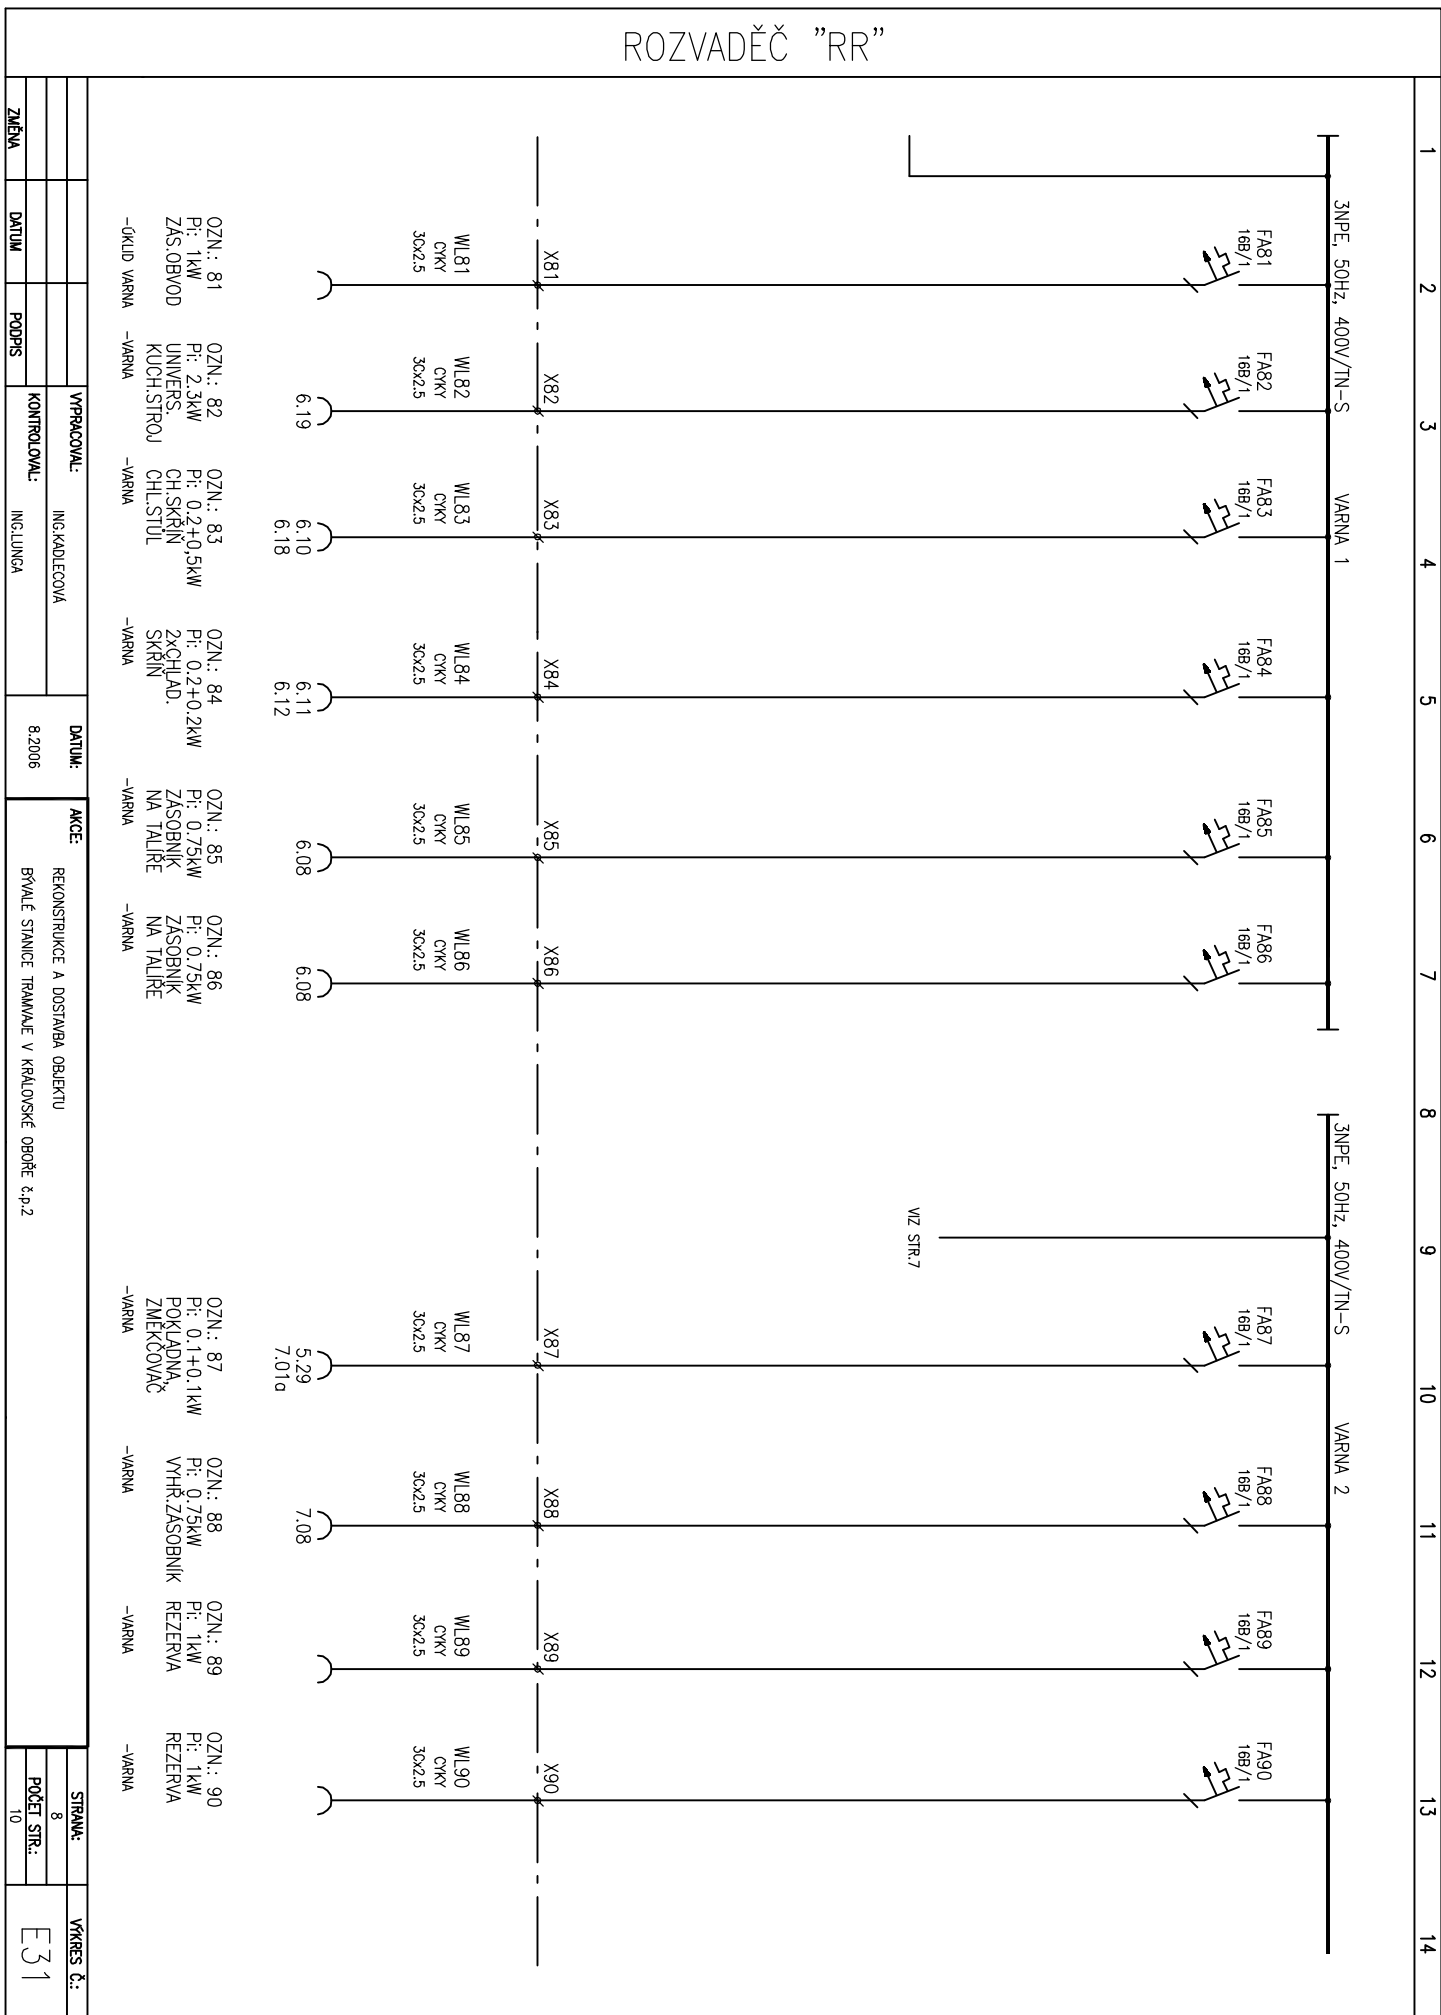 ROZVADĚČ "RR"
1
2
3
4
5
6
7
8
9
10
11
12
13
14
3NPE, 50Hz, 400V/TN-S
VARNA 1
3NPE, 50Hz, 400V/TN-S
VARNA 2
FA81
16B/1
FA82
16B/1
FA83
16B/1
FA84
16B/1
FA85
16B/1
FA86
16B/1
FA87
16B/1
FA88
16B/1
FA89
16B/1
FA90
16B/1
VIZ STR.7
X81
X82
X83
X84
X85
X86
X87
X88
X89
X90
WL81
CYKY
3Cx2.5
WL82
CYKY
3Cx2.5
WL83
CYKY
3Cx2.5
WL84
CYKY
3Cx2.5
WL85
CYKY
3Cx2.5
WL86
CYKY
3Cx2.5
WL87
CYKY
3Cx2.5
WL88
CYKY
3Cx2.5
WL89
CYKY
3Cx2.5
WL90
CYKY
3Cx2.5
6.19
6.10
6.18
6.11
6.12
6.08
6.08
5.29
7.01a
7.08
OZN.: 81
Pi: 1kW
ZÁS.OBVOD
-ÚKLID VARNA
OZN.: 82
Pi: 2.3kW
UNIVERS.
KUCH.STROJ
-VARNA
OZN.: 83
Pi: 0.2+0,5kW
CH.SKŘÍŇ
CHL.STŮL
-VARNA
OZN.: 84
Pi: 0.2+0.2kW
2xCHLAD.
SKŘÍŇ
-VARNA
OZN.: 85
Pi: 0.75kW
ZÁSOBNÍK
NA TALÍŘE
-VARNA
OZN.: 86
Pi: 0.75kW
ZÁSOBNÍK
NA TALÍŘE
-VARNA
OZN.: 87
Pi: 0.1+0.1kW
POKLADNA,
ZMĚKČOVAČ
-VARNA
OZN.: 88
Pi: 0.75kW
VYHŘ.ZÁSOBNÍK
-VARNA
OZN.: 89
Pi: 1kW
REZERVA
-VARNA
OZN.: 90
Pi: 1kW
REZERVA
-VARNA
ZMĚNA
DATUM
PODPIS
VYPRACOVAL:
ING.KADLECOVÁ
KONTROLOVAL:
ING.LUNGA
DATUM:
8.2006
AKCE:
REKONSTRUKCE A DOSTAVBA OBJEKTU
BÝVALÉ STANICE TRAMVAJE V KRÁLOVSKÉ OBOŘE č.p.2
STRANA:
8
POČET STR.:
10
VÝKRES Č.:
E31